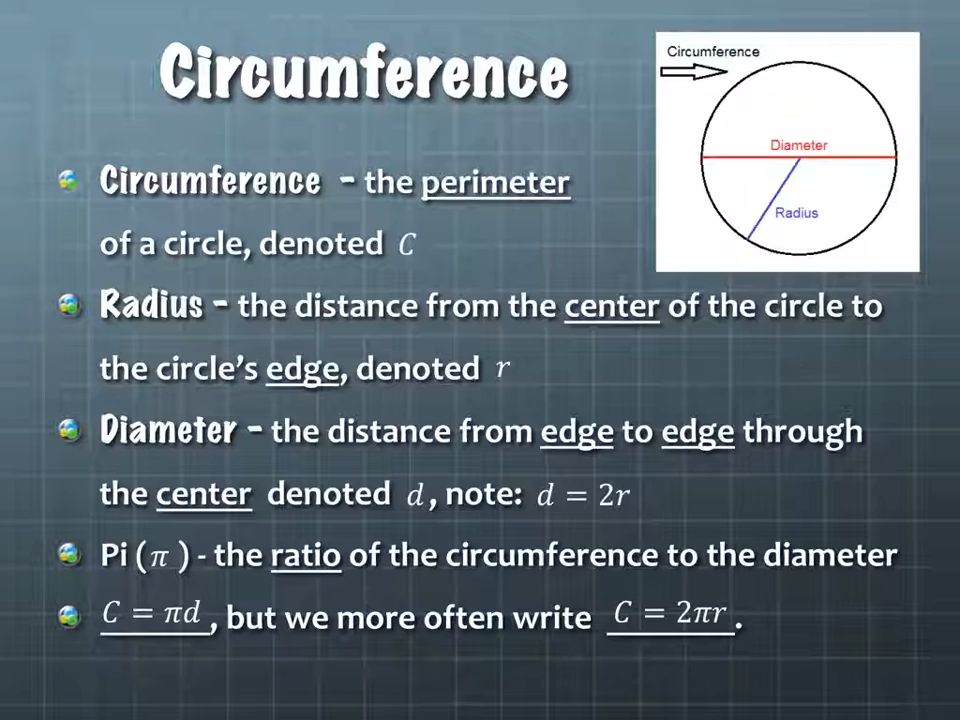 Circumference
Circumference
Diameter
Radius
Circumference - the perimeter
of a circle, denoted C
Radius - the distance from the center of the circle to
the circle’s edge, denoted r
Diameter - the distance from edge to edge through
the center denoted d, note: d = 2r
Pi (π) - the ratio of the circumference to the diameter
C = πd, but we more often write C = 2πr.